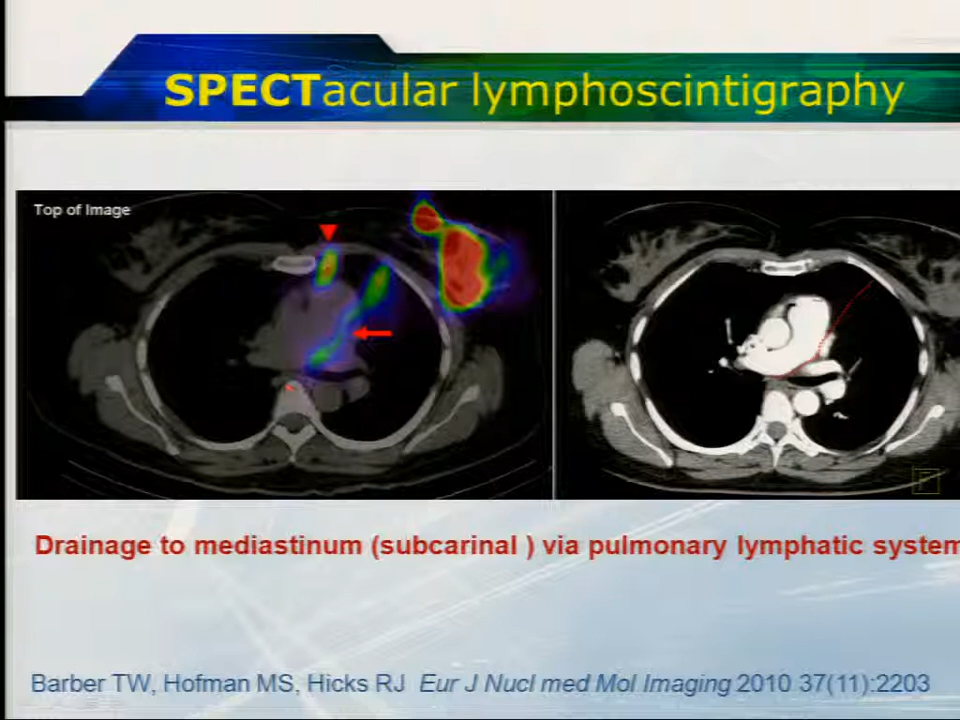 SPECTacular lymphoscintigraphy
Top of Image
Drainage to mediastinum (subcarinal ) via pulmonary lymphatic system
Barber TW, Hofman MS, Hicks RJ Eur J Nucl med Mol Imaging 2010 37(11):2203